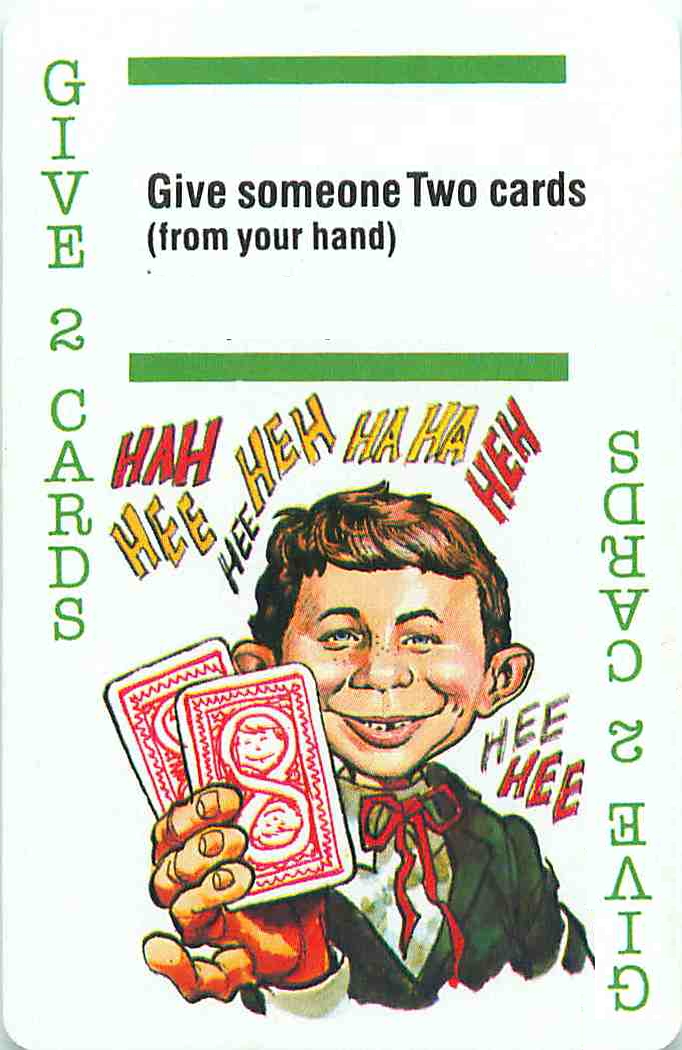 GIVE 2 CARDS
Give someone Two cards
(from your hand)
HAH
HEE
HEE
HEH
HA HA
HEH
HEE
HEE
GIVE 2 CARDS